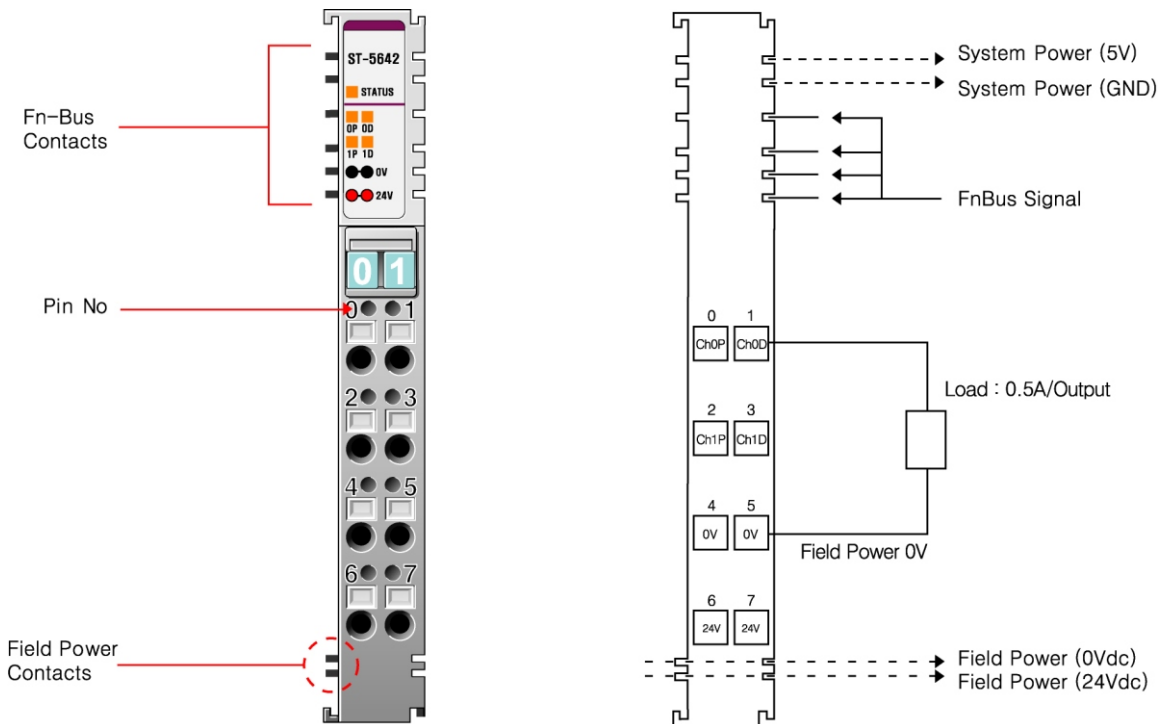 Fn-Bus
Contacts
Pin No
Field Power
Contacts
ST-5642
STATUS
0P 0D
1P 1D
0V
24V
0 1
0 1
2 3
4 5
6 7
System Power (5V)
System Power (GND)
FnBus Signal
0 1
Ch0P Ch0D
Load : 0.5A/Output
2 3
Ch1P Ch1D
4 5
0V 0V
Field Power 0V
6 7
24V 24V
Field Power (0Vdc)
Field Power (24Vdc)